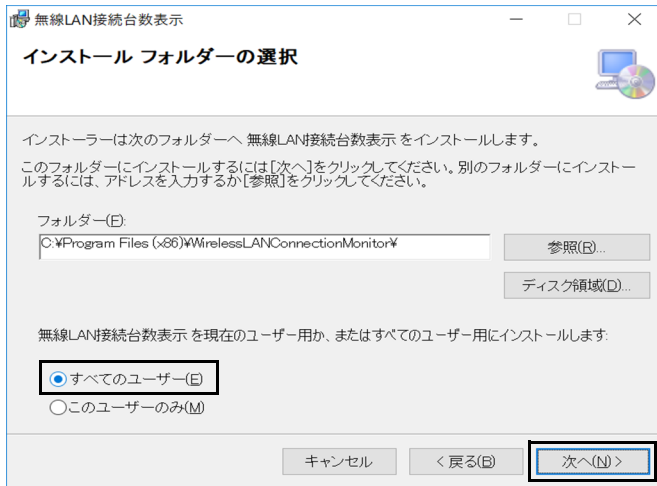 無線LAN接続台数表示
インストール フォルダーの選択
インストーラーは次のフォルダーへ 無線LAN接続台数表示 をインストールします。
このフォルダーにインストールするには[次へ]をクリックしてください。別のフォルダーにインストー
ルするには、アドレスを入力するか[参照]をクリックしてください。
フォルダー(F):
C:¥Program Files (x86)¥WirelessLANConnectionMonitor¥
参照(R)...
ディスク領域(D)...
無線LAN接続台数表示 を現在のユーザー用か、またはすべてのユーザー用にインストールします:
すべてのユーザー(E)
このユーザーのみ(M)
キャンセル
< 戻る(B)
次へ(N) >